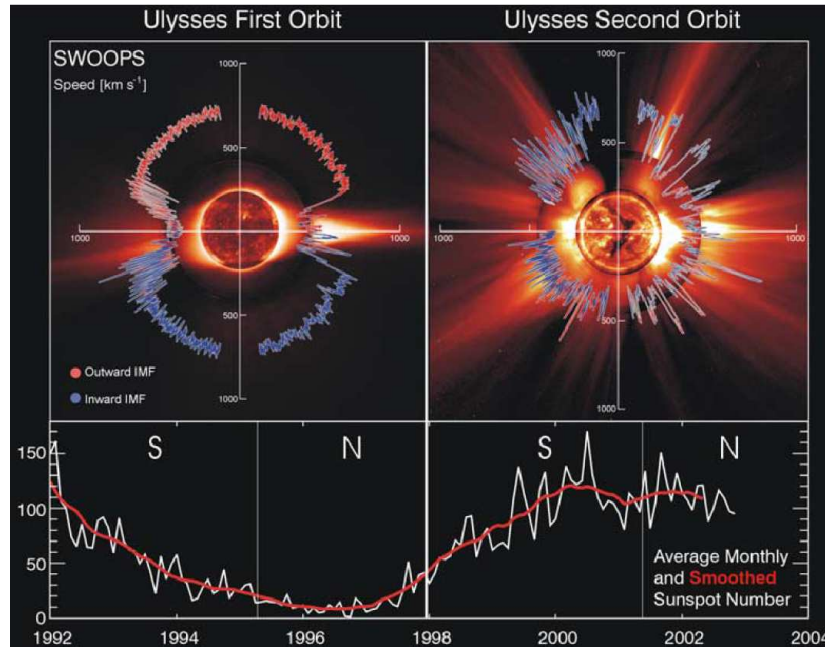 Ulysses First Orbit
Ulysses Second Orbit
SWOOPS
Speed [km s⁻¹]
1000
500
1000
1000
500
1000
Outward IMF
Inward IMF
1000
500
1000
1000
500
1000
150
100
50
0
S
N
S
N
Average Monthly
and Smoothed
Sunspot Number
1992
1994
1996
1998
2000
2002
2004